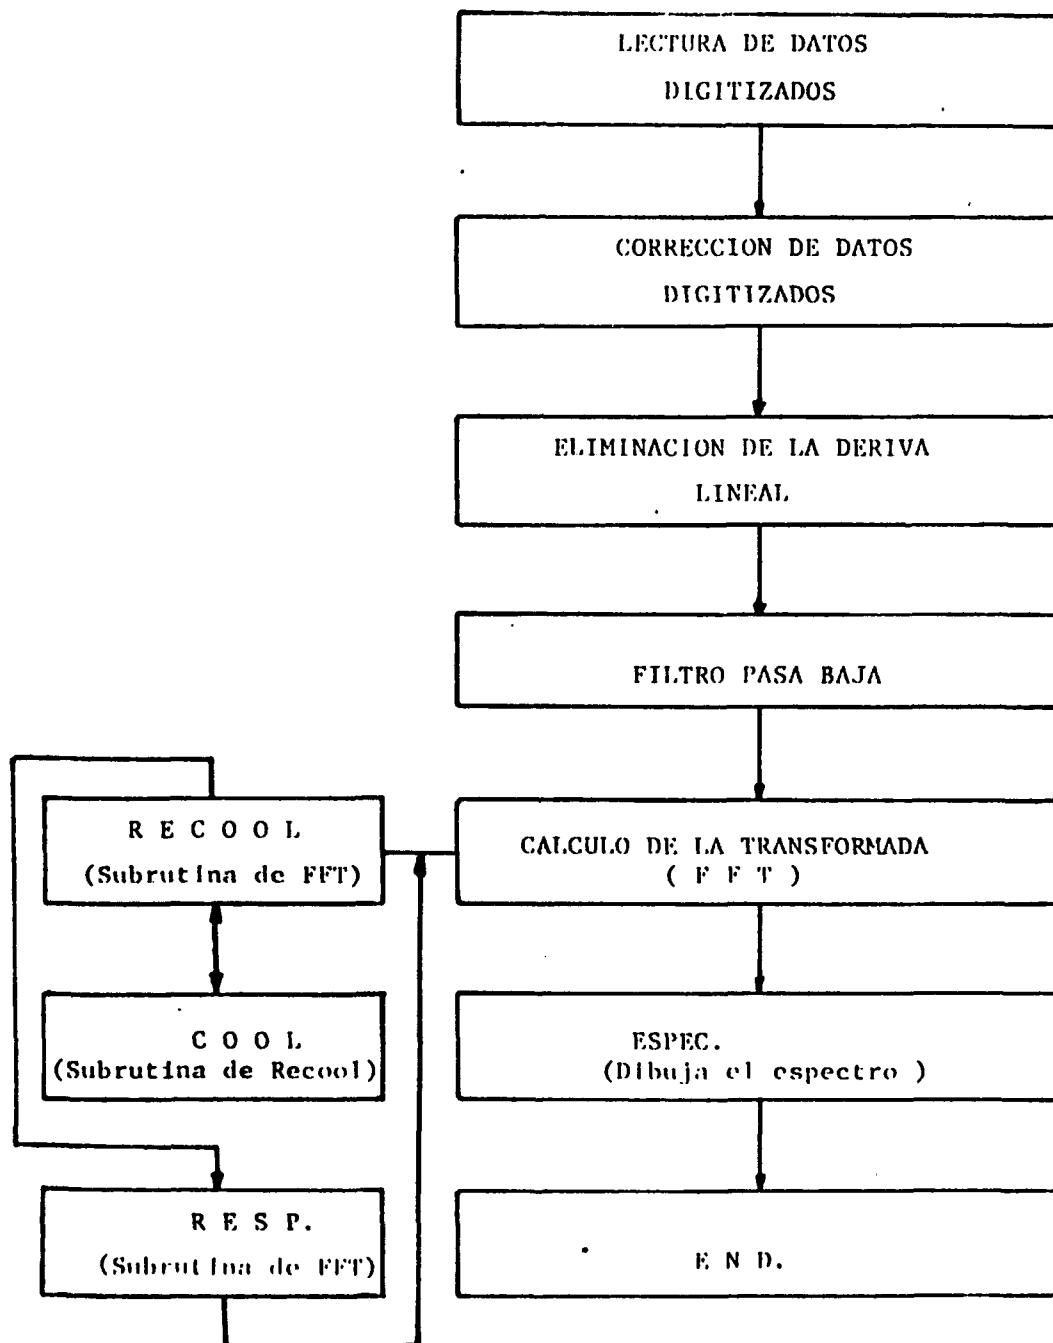 LECTURA DE DATOS
DIGITIZADOS
CORRECCION DE DATOS
DIGITIZADOS
ELIMINACION DE LA DERIVA
LINEAL
FILTRO PASA BAJA
R E C O O L
(Subrutina de FFT)
CALCULO DE LA TRANSFORMADA
( F F T )
C O O L
(Subrutina de Recool)
ESPEC.
(Dibuja el espectro )
R E S P.
(Subrutina de FFT)
E N D.